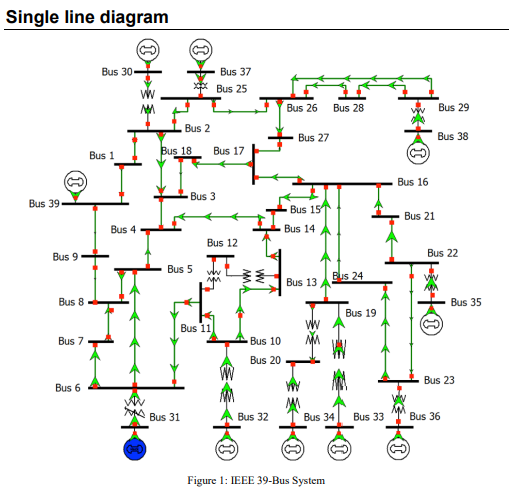 Single line diagram
Bus 30
Bus 37
Bus 25
Bus 26
Bus 28
Bus 29
Bus 2
Bus 27
Bus 38
Bus 1
Bus 18
Bus 17
Bus 16
Bus 39
Bus 3
Bus 15
Bus 21
Bus 4
Bus 14
Bus 12
Bus 22
Bus 9
Bus 5
Bus 13
Bus 24
Bus 8
Bus 35
Bus 11
Bus 19
Bus 7
Bus 10
Bus 20
Bus 6
Bus 23
Bus 31
Bus 32
Bus 34
Bus 33
Bus 36
Figure 1: IEEE 39-Bus System